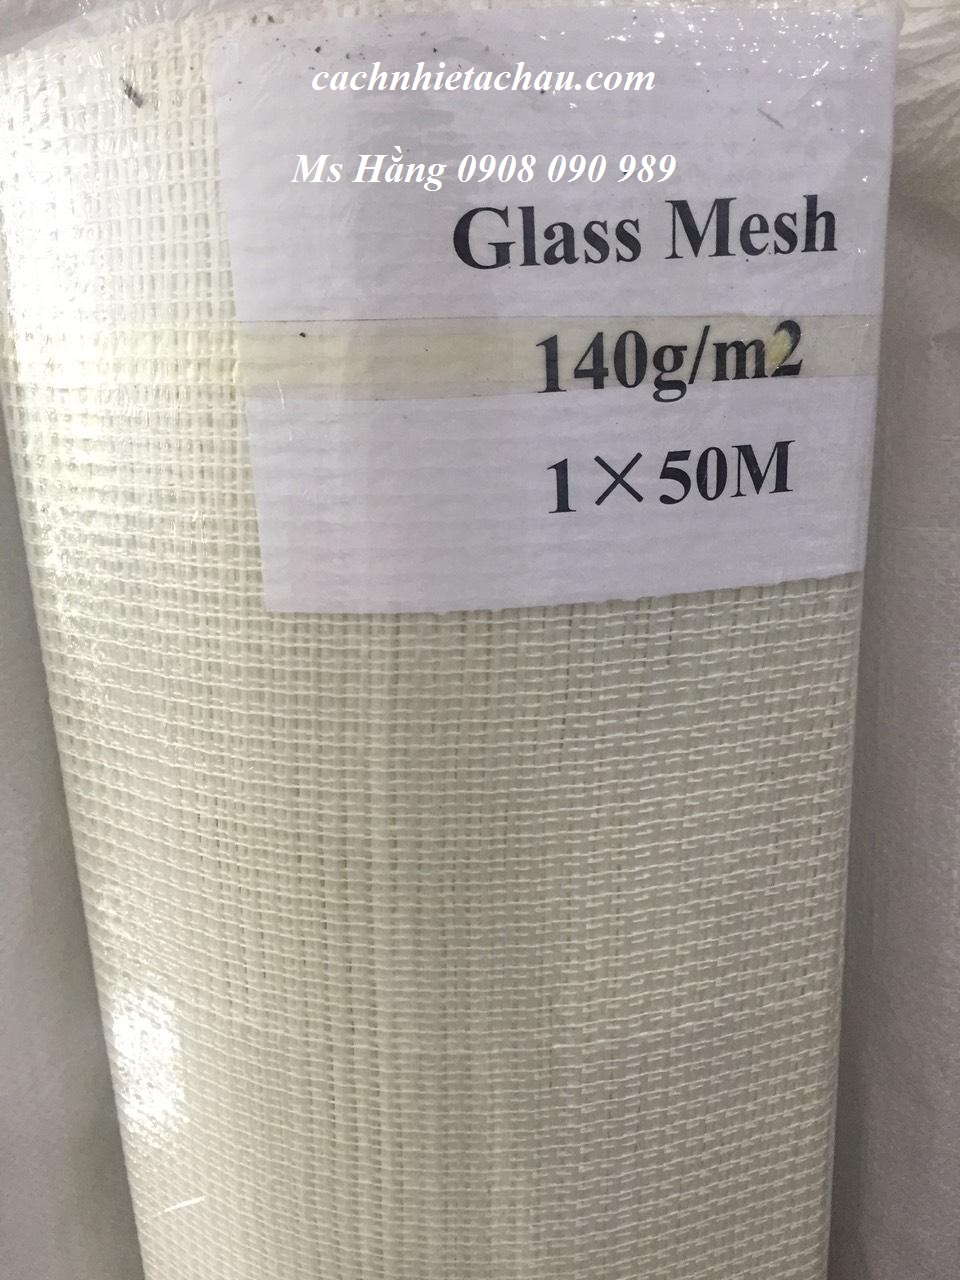 cachnhietachau.com
Ms Hằng 0908 090 989
Glass Mesh
140g/m2
1×50M